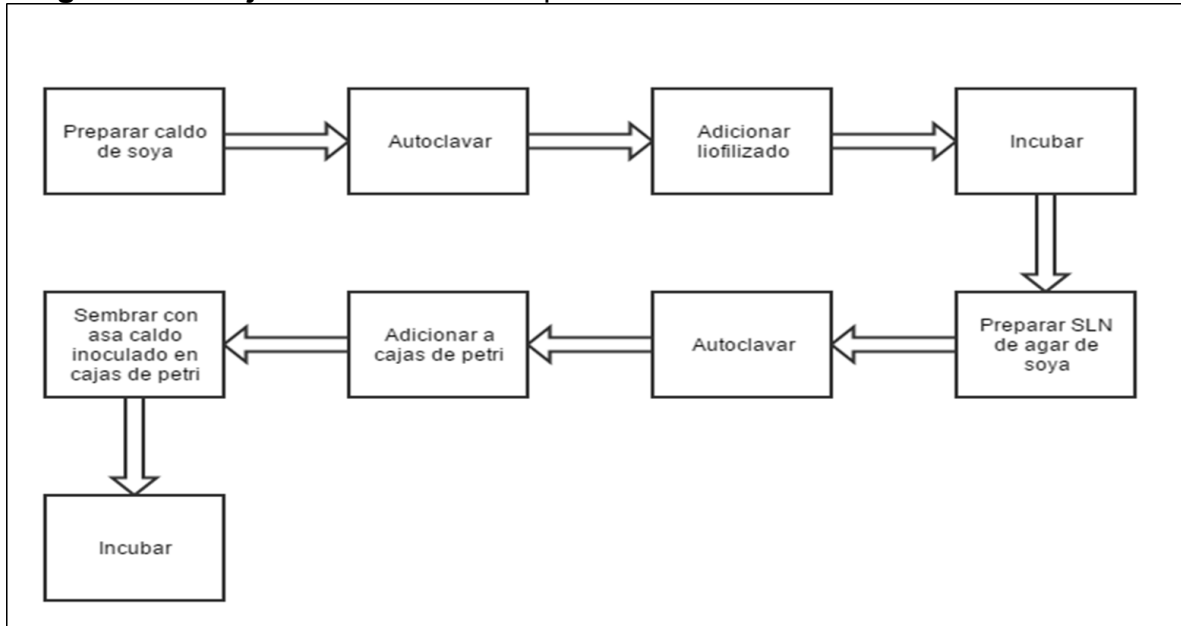 Preparar caldo
de soya
Autoclavar
Adicionar
liofilizado
Incubar
Preparar SLN
de agar de
soya
Autoclavar
Adicionar a
cajas de petri
Sembrar con
asa caldo
inoculado en
cajas de petri
Incubar